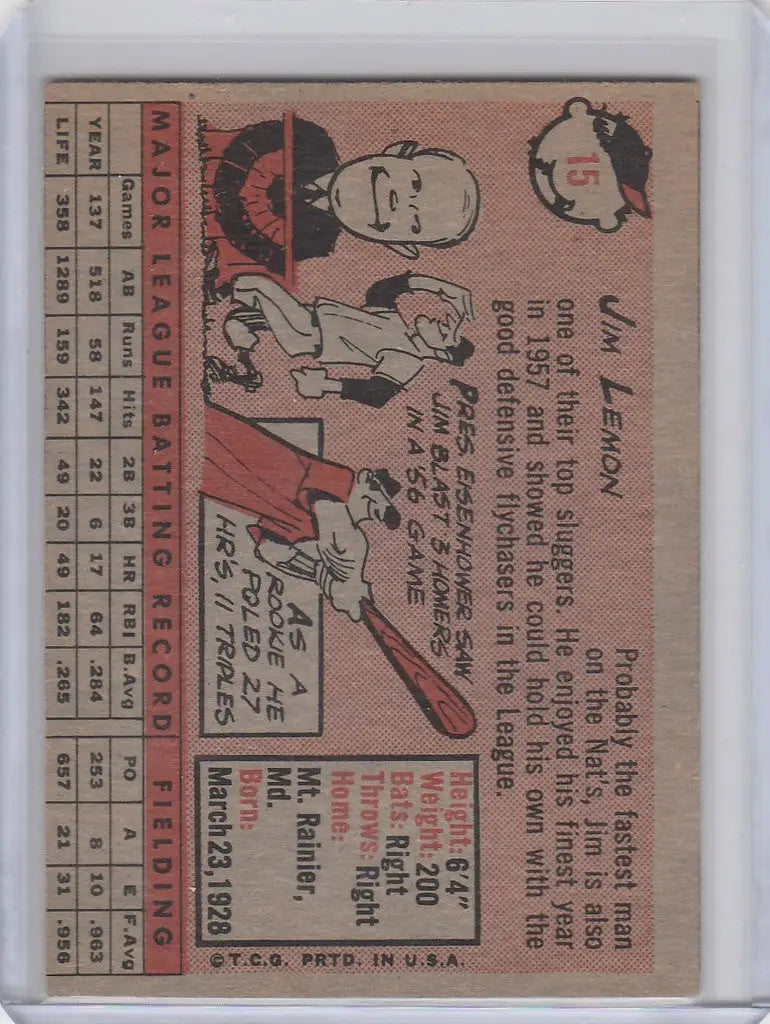 15
JIM LEMON
Probably the fastest man
on the Nat's, Jim is also
one of their top sluggers. He enjoyed his finest year
in 1957 and showed he could hold his own with the
good defensive flychasers in the League.
PRES. EISENHOWER SAW
JIM BLAST 3 HOMERS
IN A '56 GAME
AS A
ROOKIE HE
POLED 27
HR'S, 11 TRIPLES
Height: 6'4"
Weight: 200
Bats: Right
Throws: Right
Home:
Mt. Rainier,
Md.
Born:
March 23, 1928
MAJOR LEAGUE BATTING RECORD FIELDING
Games AB Runs Hits 2B 3B HR RBI B.Avg PO A E F.Avg
YEAR 137 518 58 147 22 6 17 64 .284 253 8 10 .963
LIFE 358 1289 159 342 49 20 49 182 .265 657 21 31 .956
© T.C.G. PRTD. IN U.S.A.